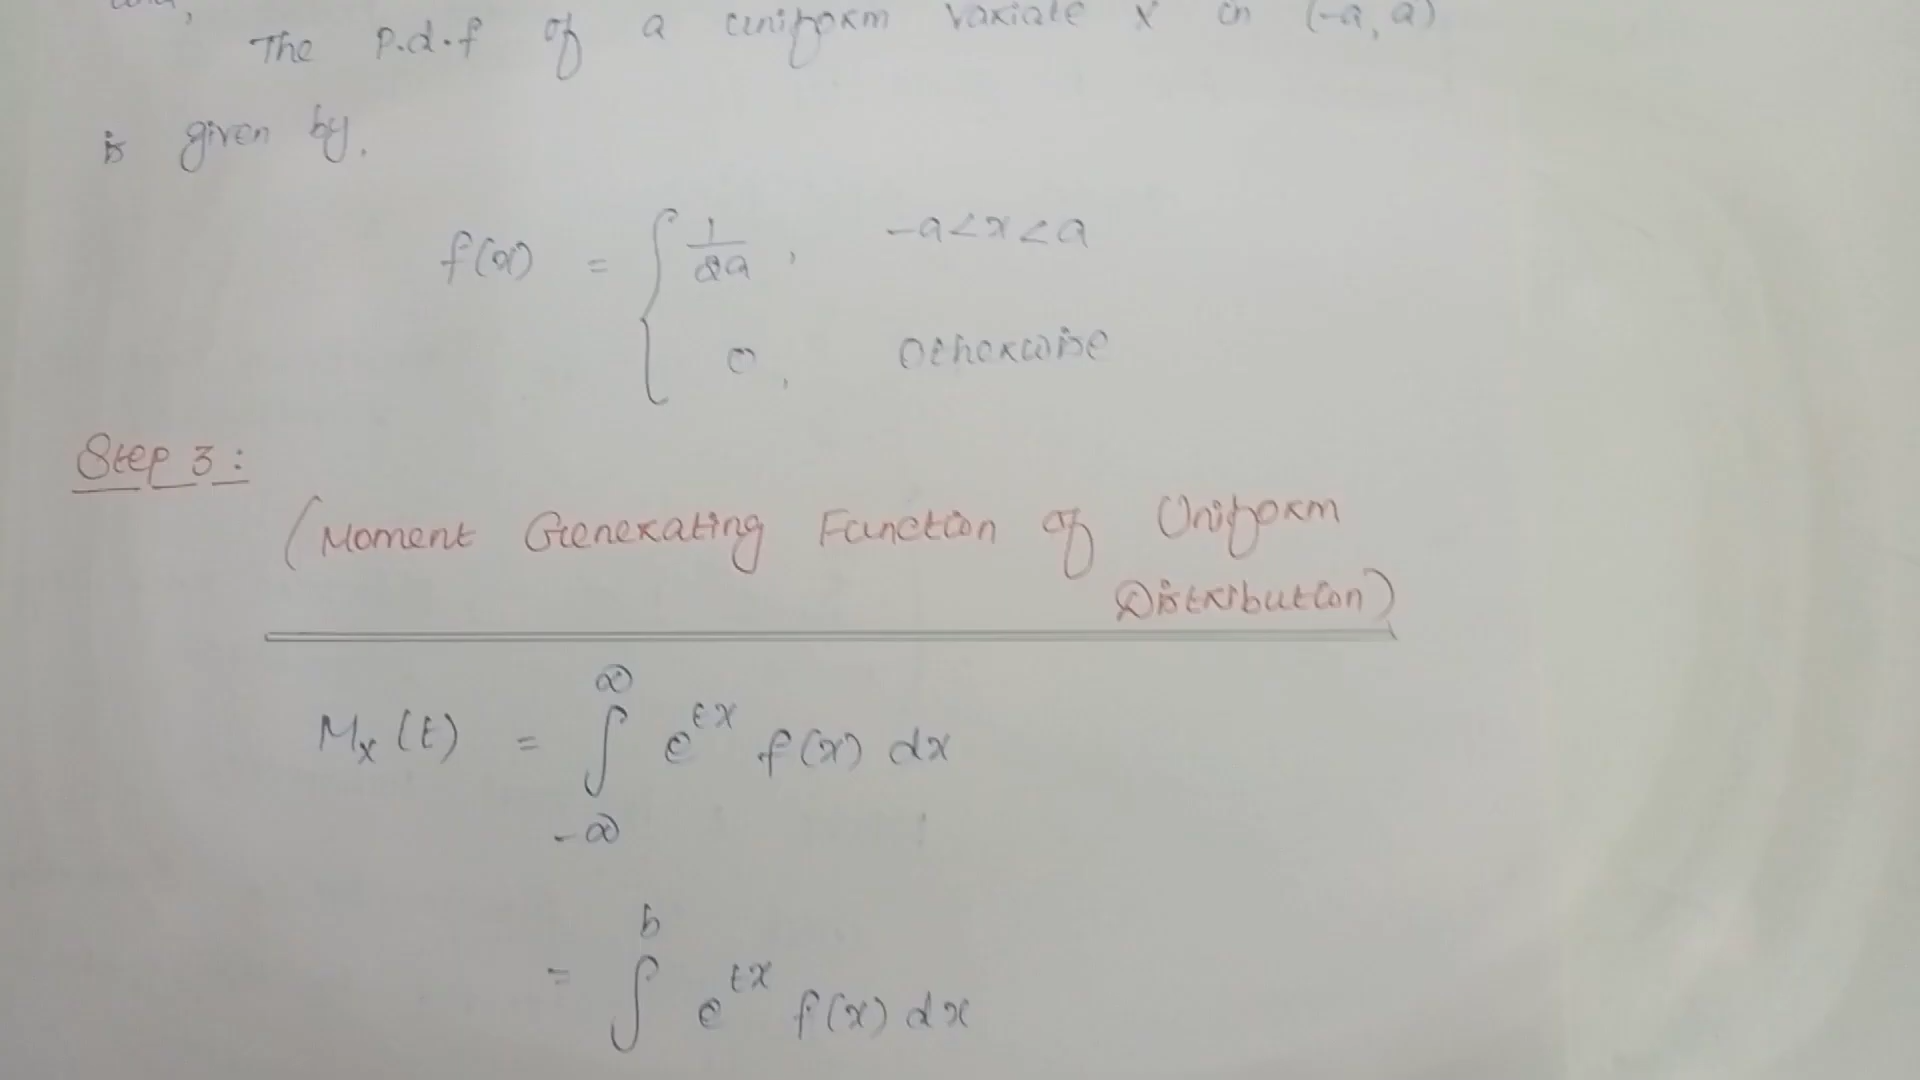 and,
The p.d.f of a uniform variate X in (-a, a)
is given by,
f(x) = { 1/2a , -a<x<a
0, Otherwise
Step 3:
(Moment Generating Function of Uniform
Distribution)
Mx(t) = ∫_{-∞}^{∞} e^{tx} f(x) dx
= ∫^{b} e^{tx} f(x) dx